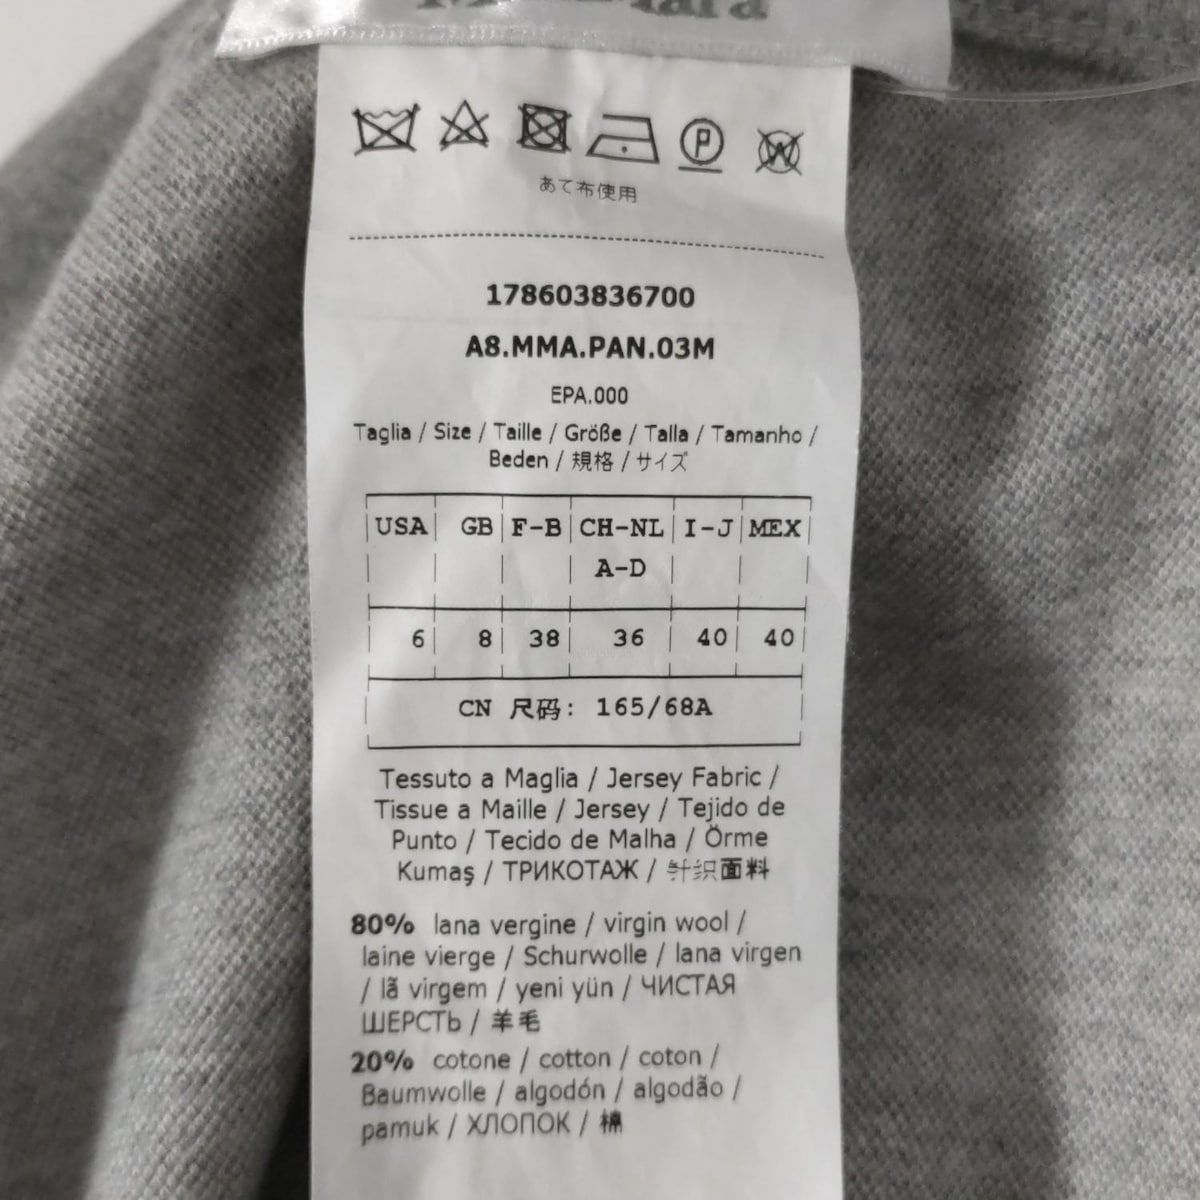 P W
あて布使用
178603836700
A8.MMA.PAN.03M
EPA.000
Taglia / Size / Taille / Größe / Talla / Tamanho /
Beden / 規格 / サイズ
USA GB F-B CH-NL I-J MEX
A-D
6 8 38 36 40 40
CN 尺码: 165/68A
Tessuto a Maglia / Jersey Fabric /
Tissue a Maille / Jersey / Tejido de
Punto / Tecido de Malha / Örme
Kumaş / ТРИКОТАЖ / 针织面料
80% lana vergine / virgin wool /
laine vierge / Schurwolle / lana virgen
/ lã virgem / yeni yün / ЧИСТАЯ
ШЕРСТЬ / 羊毛
20% cotone / cotton / coton /
Baumwolle / algodón / algodão /
pamuk / ХЛОПОК / 棉